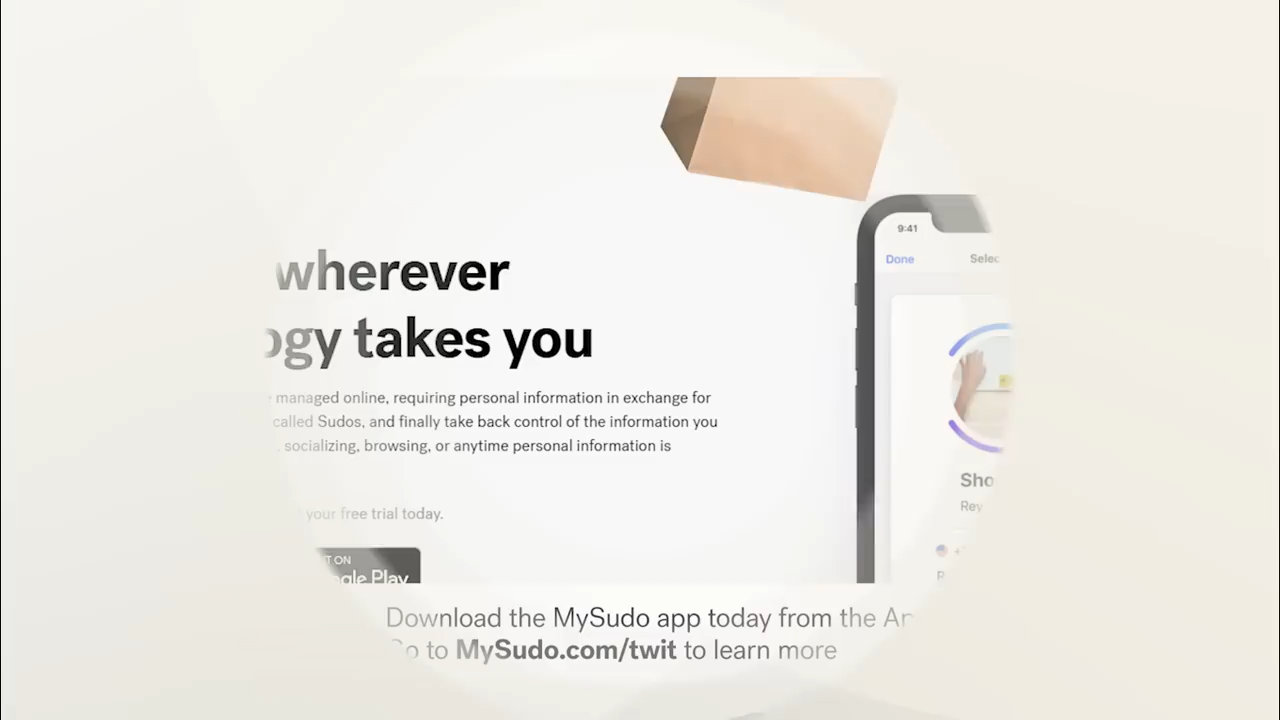 wherever
takes you
managed online, requiring personal information in exchange for
called Sudos, and finally take back control of the information you
socializing, browsing, or anytime personal information is
your free trial today.
ON
Play
9:41
Done
Download the MySudo app today from the
to MySudo.com/twit to learn more